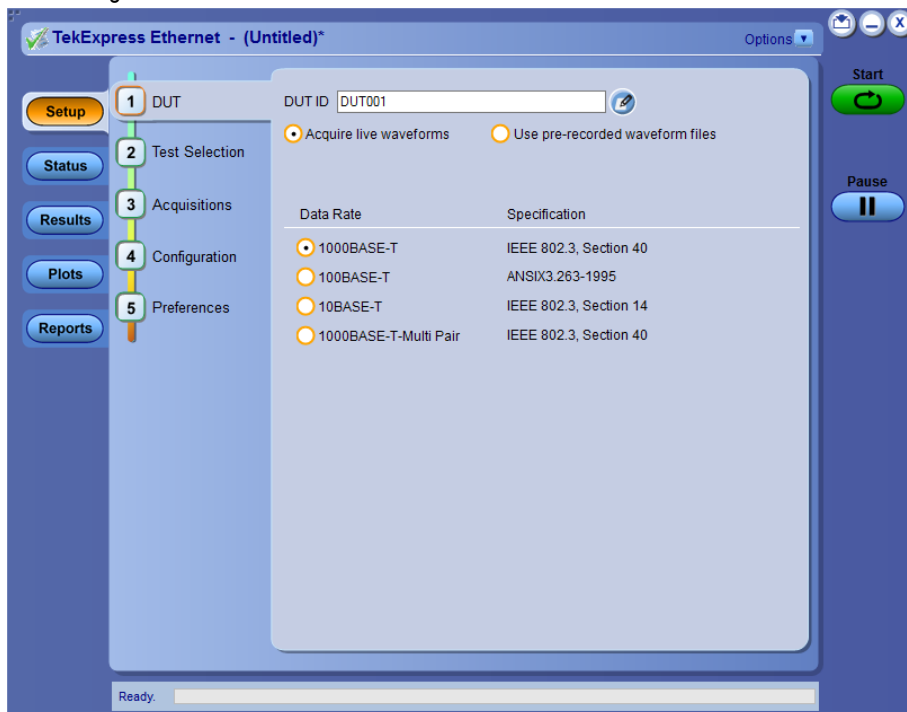 TekExpress Ethernet - (Untitled)*
Options
Start
Pause
Setup
Status
Results
Plots
Reports
1 DUT
2 Test Selection
3 Acquisitions
4 Configuration
5 Preferences
DUT ID DUT001
Acquire live waveforms Use pre-recorded waveform files
Data Rate Specification
1000BASE-T IEEE 802.3, Section 40
100BASE-T ANSIX3.263-1995
10BASE-T IEEE 802.3, Section 14
1000BASE-T-Multi Pair IEEE 802.3, Section 40
Ready.